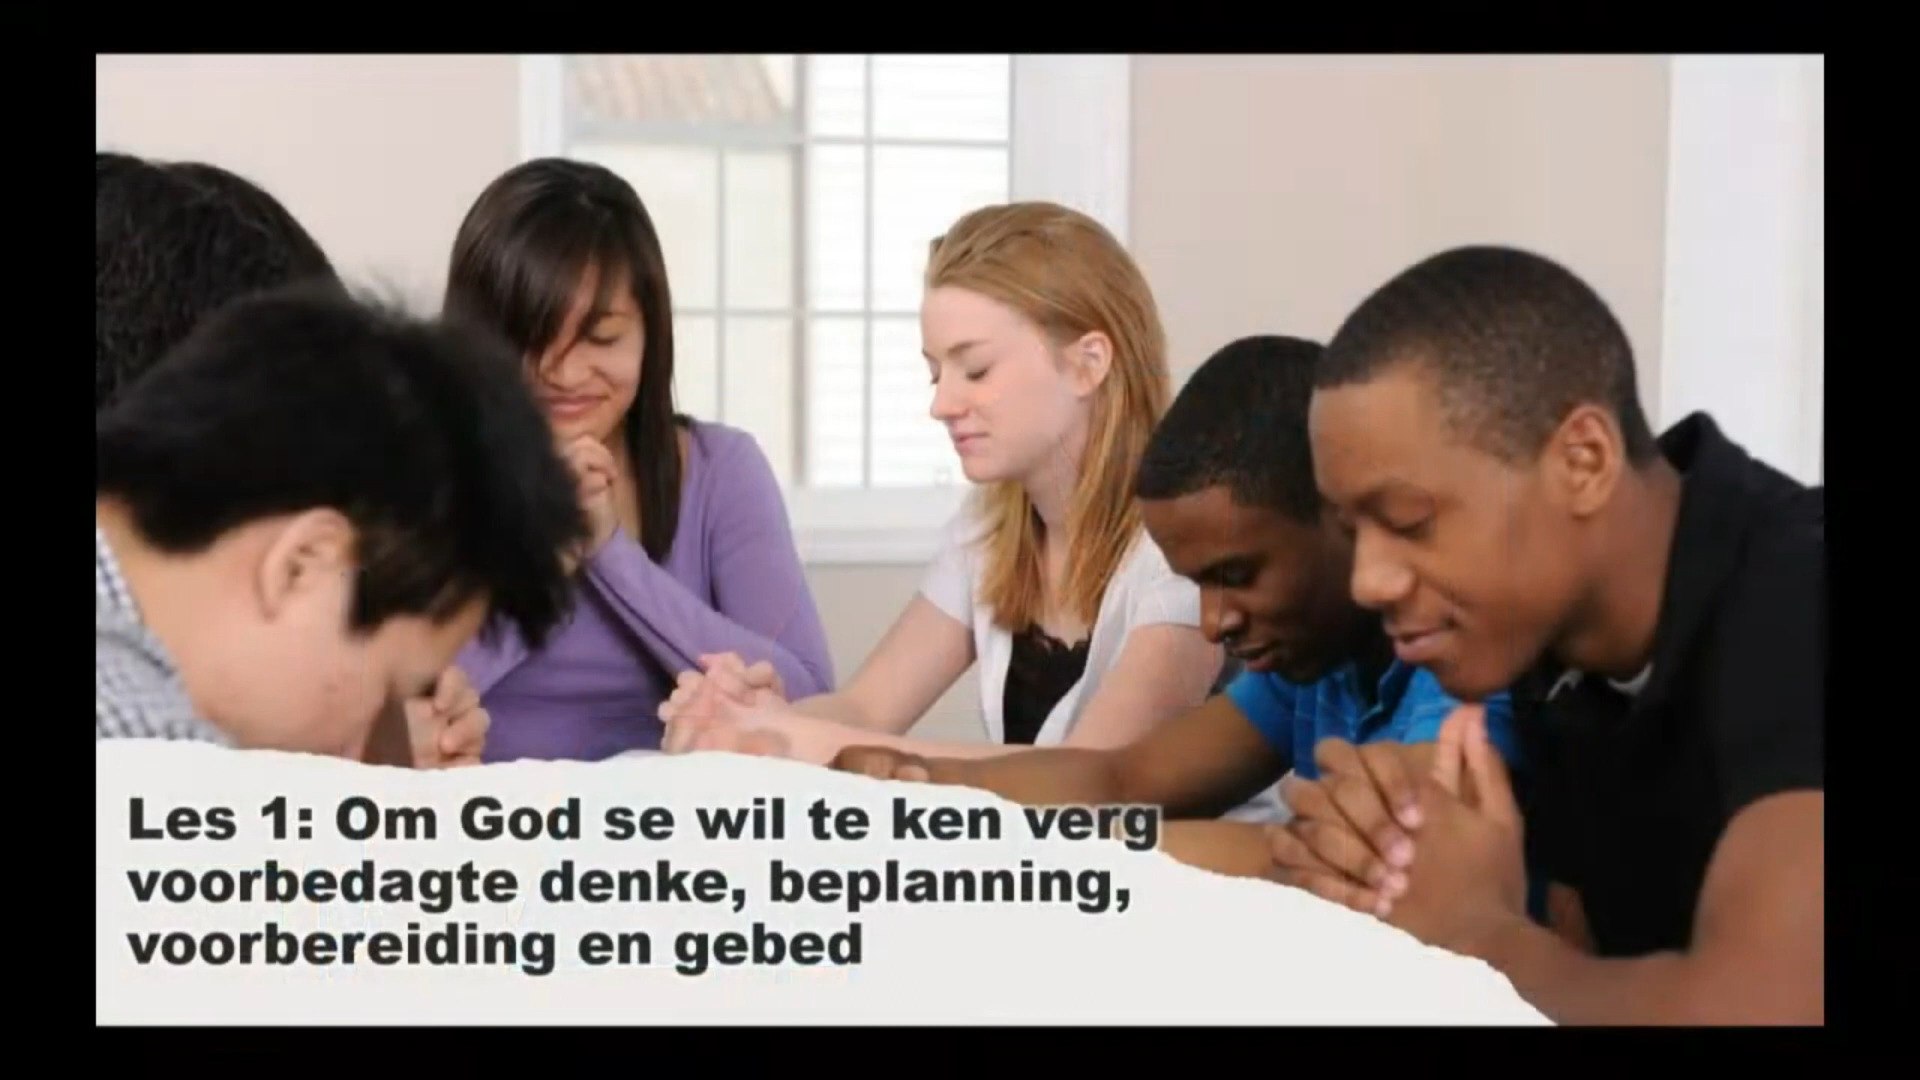 Les 1: Om God se wil te ken verg
voorbedagte denke, beplanning,
voorbereiding en gebed